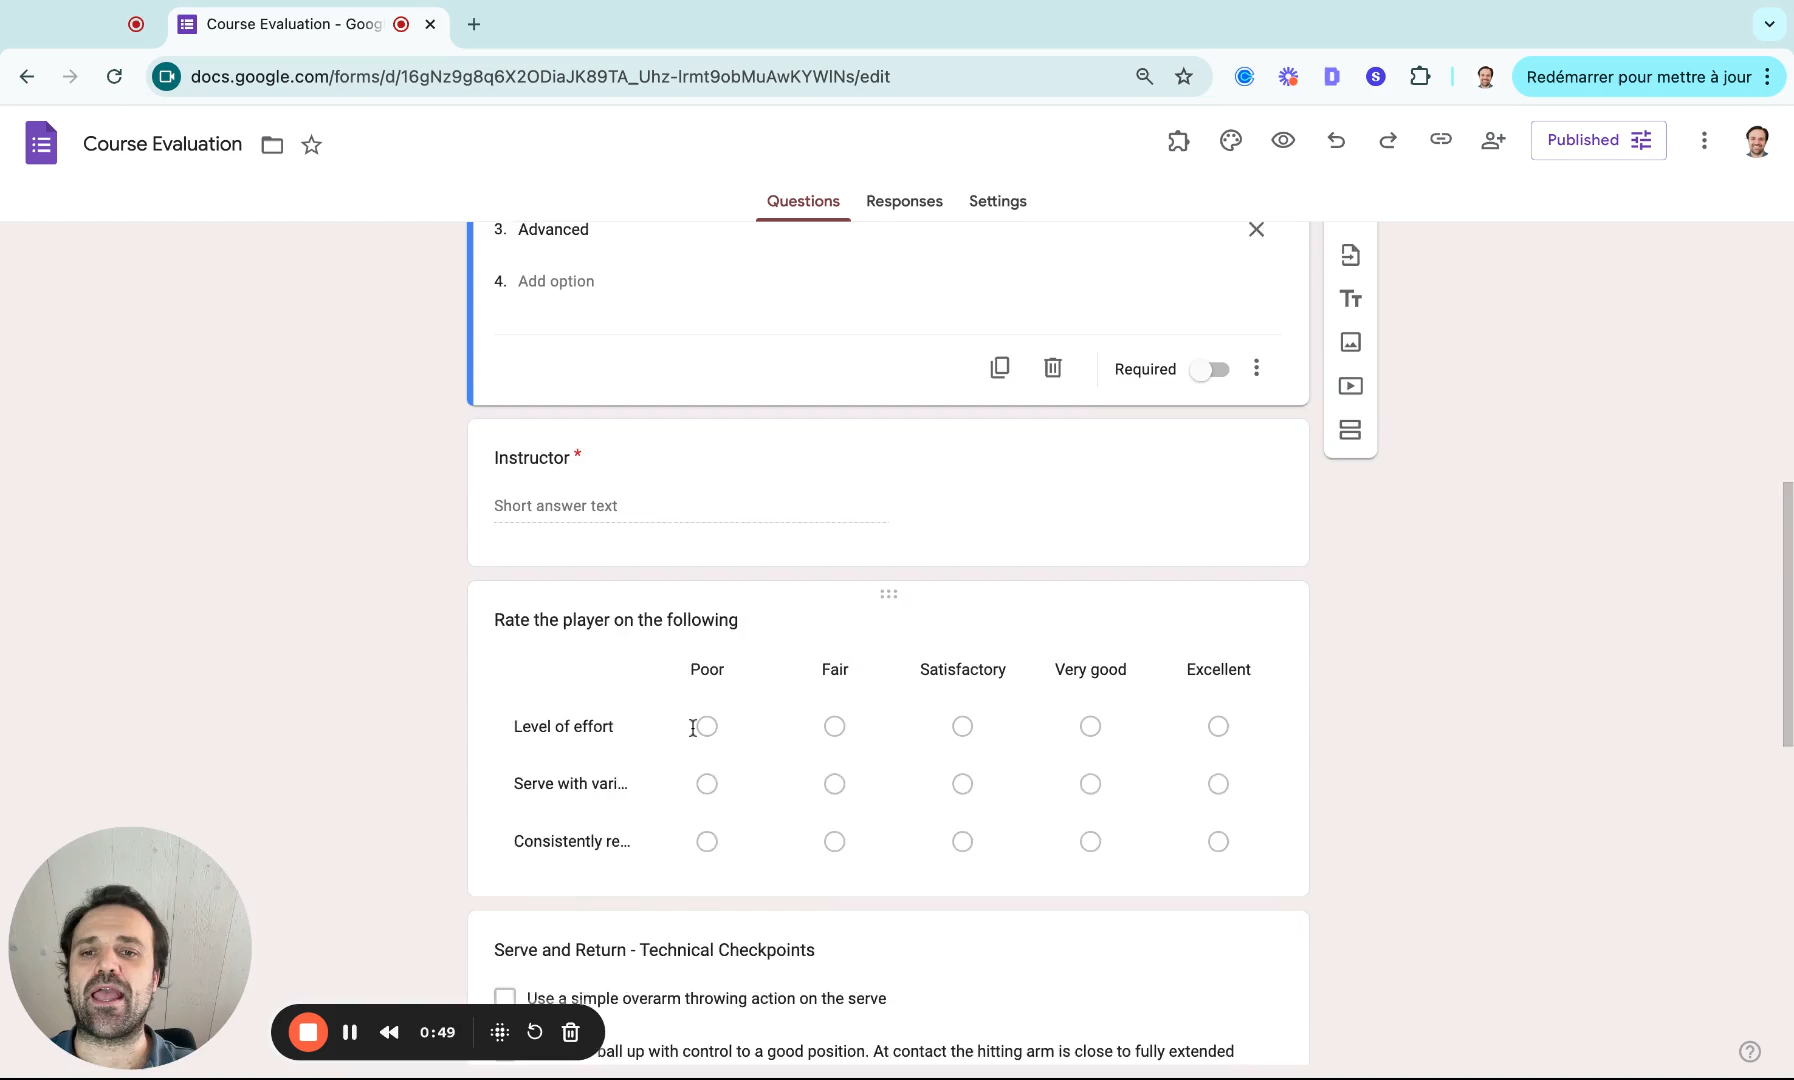 Course Evaluation - Goog
docs.google.com/forms/d/16gNz9g8q6X2ODiaJK89TA_Uhz-Irmt9obMuAwKYWINs/edit
Redémarrer pour mettre à jour
Course Evaluation
Published
Questions Responses Settings
3. Advanced
4. Add option
Required
Instructor *
Short answer text
Rate the player on the following
Poor Fair Satisfactory Very good Excellent
Level of effort
Serve with vari...
Consistently re...
Serve and Return - Technical Checkpoints
Use a simple overarm throwing action on the serve
ball up with control to a good position. At contact the hitting arm is close to fully extended
0:49